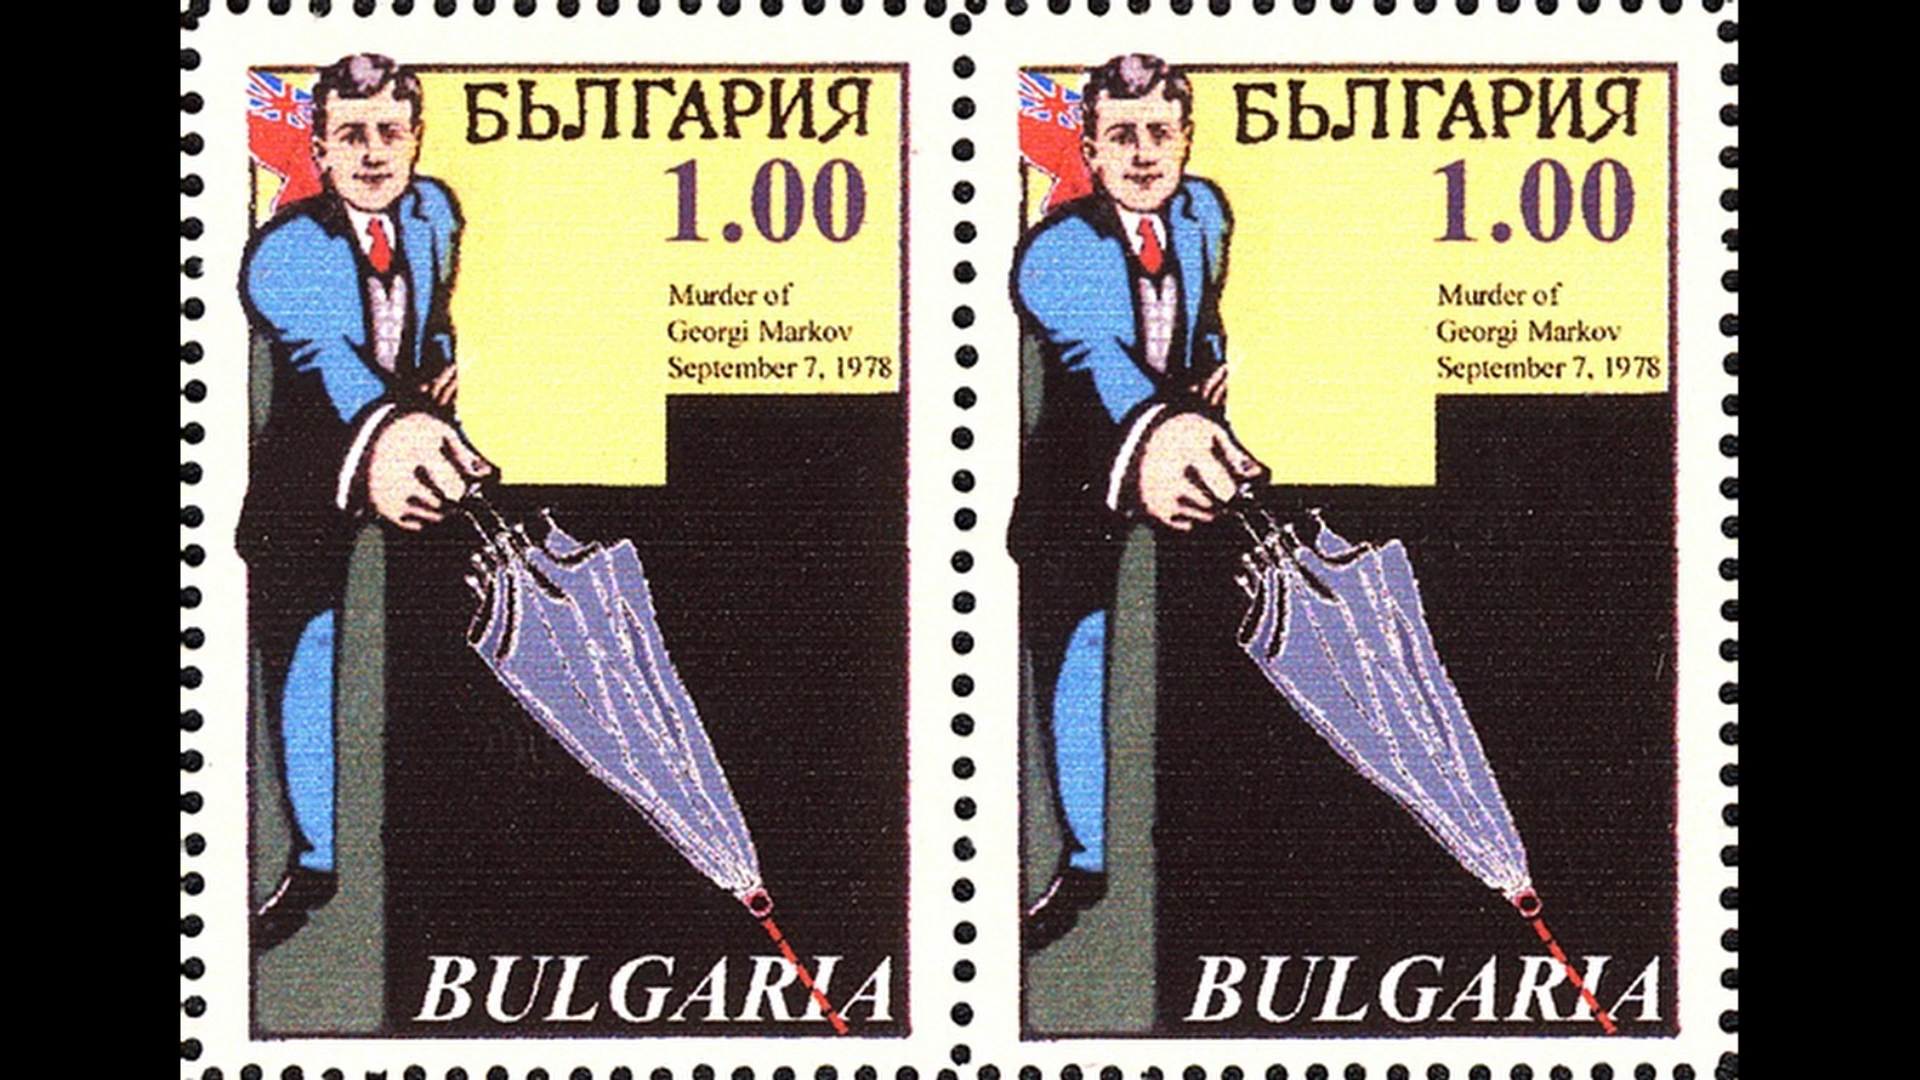 БЪЛГАРИЯ
1.00
Murder of
Georgi Markov
September 7, 1978
BULGARIA
БЪЛГАРИЯ
1.00
Murder of
Georgi Markov
September 7, 1978
BULGARIA